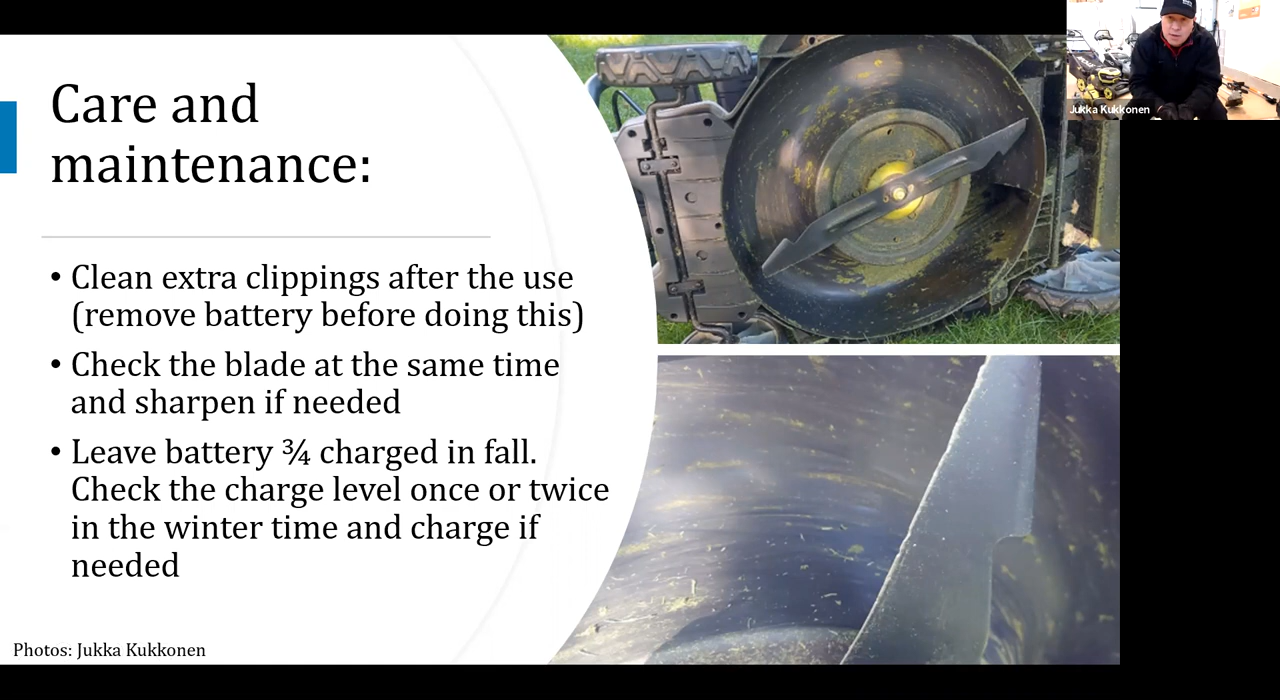 Care and
maintenance:
• Clean extra clippings after the use
(remove battery before doing this)
• Check the blade at the same time
and sharpen if needed
• Leave battery ¾ charged in fall.
Check the charge level once or twice
in the winter time and charge if
needed
Photos: Jukka Kukkonen
Jukka Kukkonen